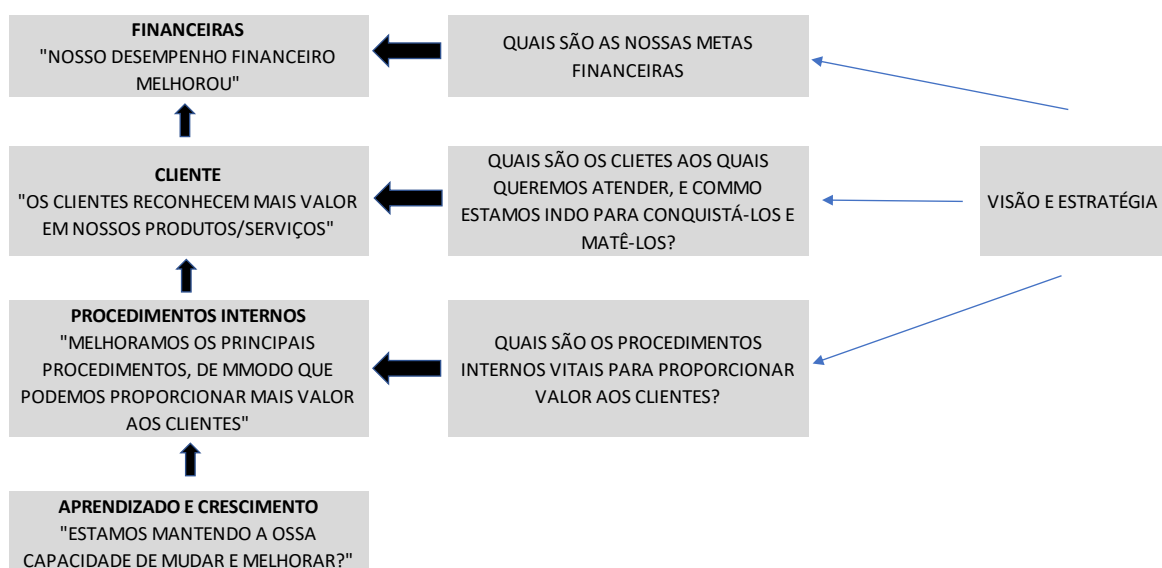 FINANCEIRAS
"NOSSO DESEMPENHO FINANCEIRO
MELHOROU"
QUAIS SÃO AS NOSSAS METAS
FINANCEIRAS
CLIENTE
"OS CLIENTES RECONHECEM MAIS VALOR
EM NOSSOS PRODUTOS/SERVIÇOS"
QUAIS SÃO OS CLIETES AOS QUAIS
QUEREMOS ATENDER, E COMMO
ESTAMOS INDO PARA CONQUISTÁ-LOS E
MATÊ-LOS?
VISÃO E ESTRATÉGIA
PROCEDIMENTOS INTERNOS
"MELHORAMOS OS PRINCIPAIS
PROCEDIMENTOS, DE MMODO QUE
PODEMOS PROPORCIONAR MAIS VALOR
AOS CLIENTES"
QUAIS SÃO OS PROCEDIMENTOS
INTERNOS VITAIS PARA PROPORCIONAR
VALOR AOS CLIENTES?
APRENDIZADO E CRESCIMENTO
"ESTAMOS MANTENDO A OSSA
CAPACIDADE DE MUDAR E MELHORAR?"